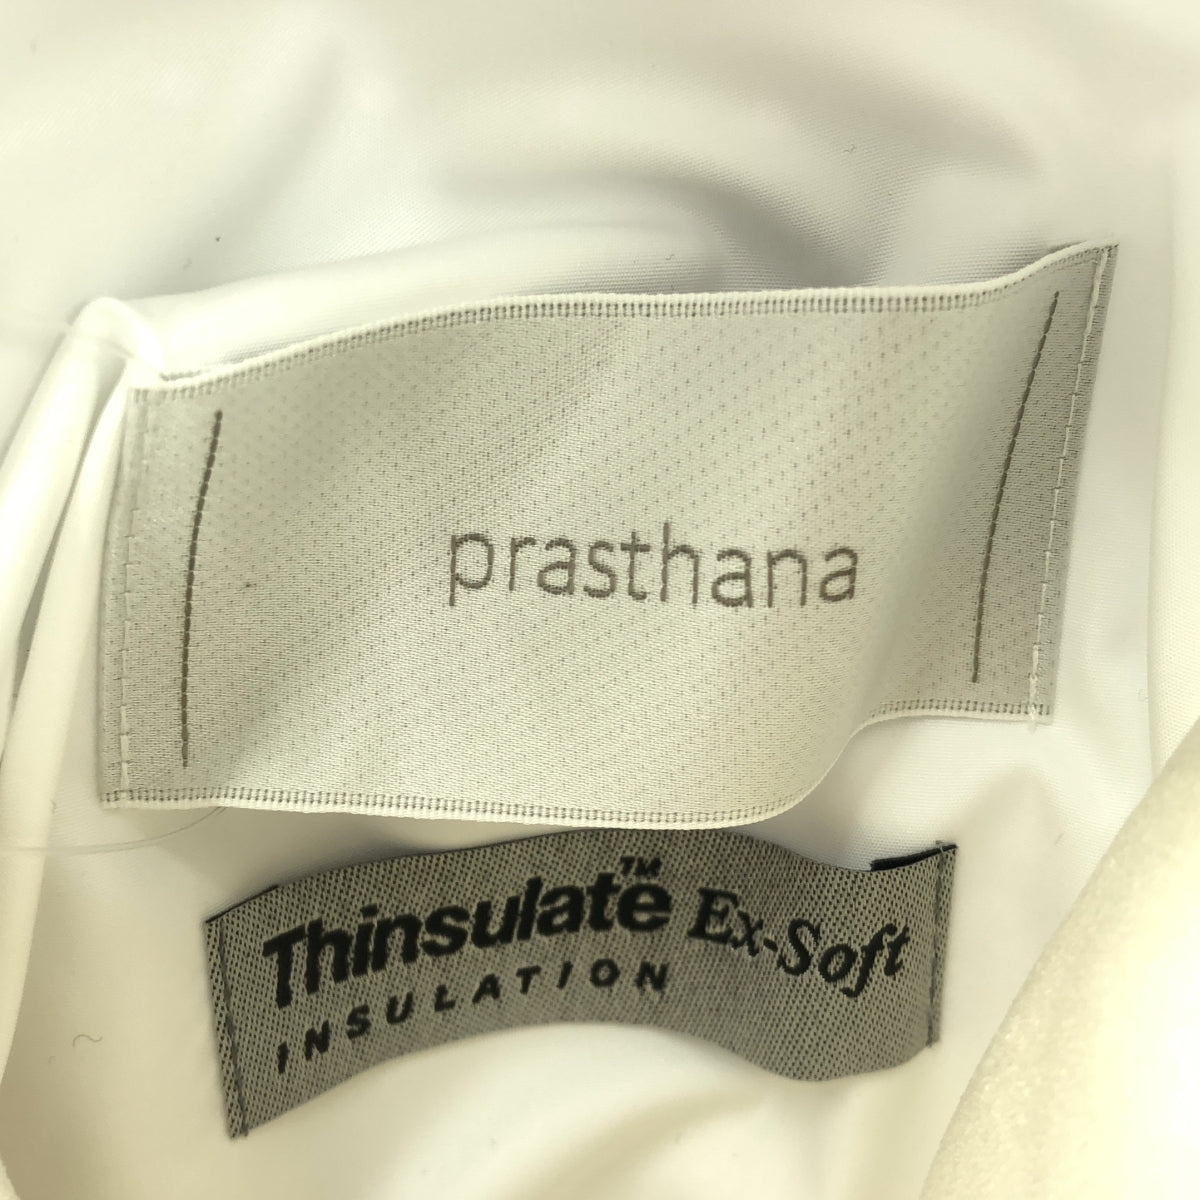 prasthana
Thinsulate™ Ex-Soft
INSULATION